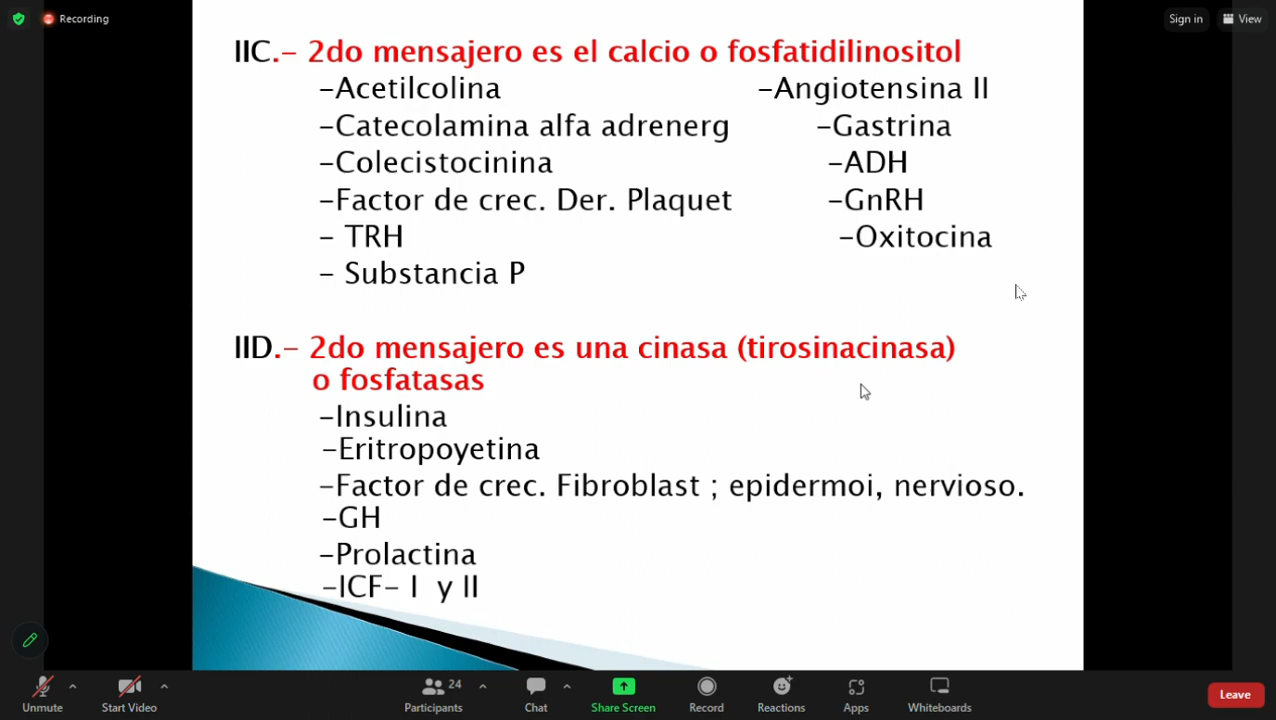 Recording
Sign in
View
IIC.- 2do mensajero es el calcio o fosfatidilinositol
-Acetilcolina -Angiotensina II
-Catecolamina alfa adrenerg -Gastrina
-Colecistocinina -ADH
-Factor de crec. Der. Plaquet -GnRH
- TRH -Oxitocina
- Substancia P
IID.- 2do mensajero es una cinasa (tirosinacinasa)
o fosfatasas
-Insulina
-Eritropoyetina
-Factor de crec. Fibroblast ; epidermoi, nervioso.
-GH
-Prolactina
-ICF- I y II
Unmute
Start Video
24
Participants
Chat
Share Screen
Record
Reactions
Apps
Whiteboards
Leave